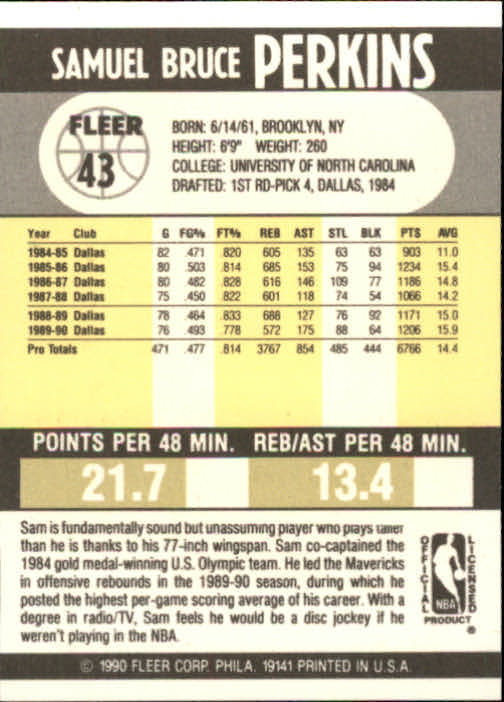 SAMUEL BRUCE PERKINS
FLEER
43
BORN: 6/14/61, BROOKLYN, NY
HEIGHT: 6'9" WEIGHT: 260
COLLEGE: UNIVERSITY OF NORTH CAROLINA
DRAFTED: 1ST RD-PICK 4, DALLAS, 1984
Year Club G FG% FT% REB AST STL BLK PTS AVG
1984-85 Dallas 82 .471 .820 605 135 63 63 903 11.0
1985-86 Dallas 80 .503 .814 685 153 75 94 1234 15.4
1986-87 Dallas 80 .482 .828 616 146 109 77 1186 14.8
1987-88 Dallas 75 .450 .822 601 118 74 54 1066 14.2
1988-89 Dallas 78 .464 .833 688 127 76 92 1171 15.0
1989-90 Dallas 76 .493 .778 572 175 88 64 1206 15.9
Pro Totals 471 .477 .814 3767 854 485 444 6766 14.4
POINTS PER 48 MIN. REB/AST PER 48 MIN.
21.7 13.4
Sam is fundamentally sound but unassuming player who plays taller
than he is thanks to his 77-inch wingspan. Sam co-captained the
1984 gold medal-winning U.S. Olympic team. He led the Mavericks
in offensive rebounds in the 1989-90 season, during which he
posted the highest per-game scoring average of his career. With a
degree in radio/TV, Sam feels he would be a disc jockey if he
weren't playing in the NBA.
OFFICIAL LICENSED
NBA
PRODUCT
®
© 1990 FLEER CORP. PHILA. 19141 PRINTED IN U.S.A.